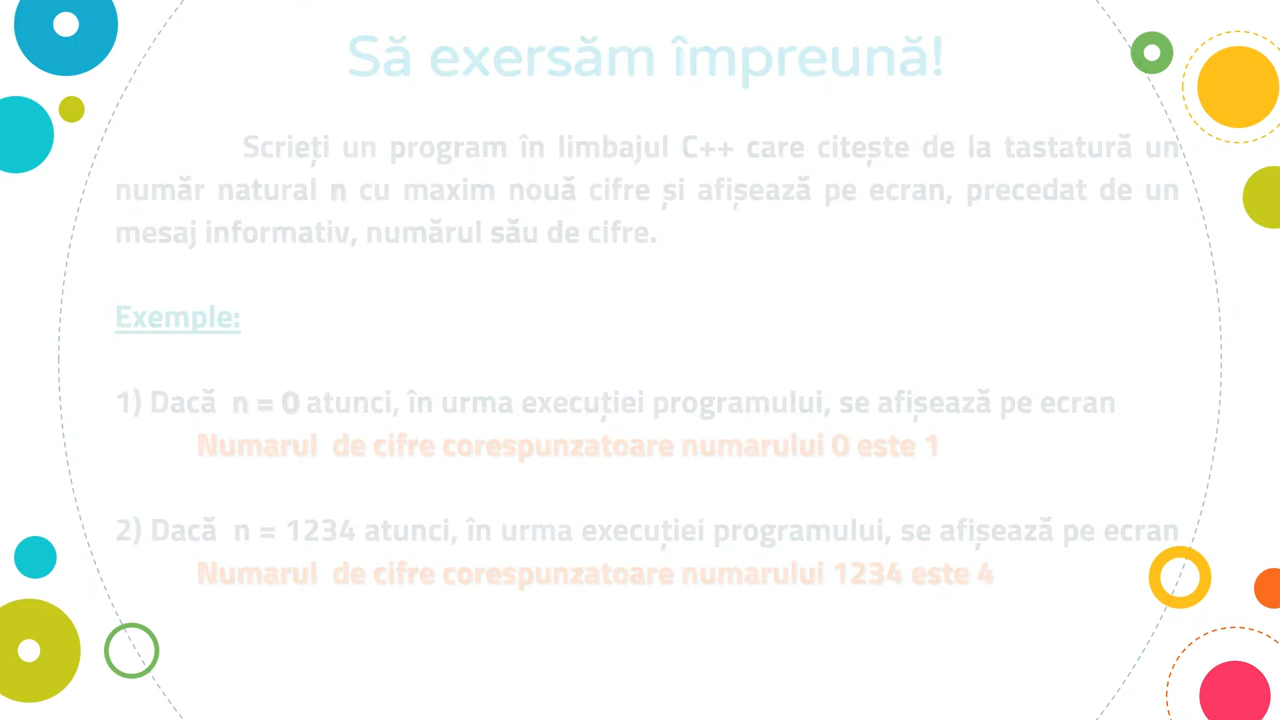 Să exersăm împreună!
Scrieți un program în limbajul C++ care citește de la tastatură un
număr natural n cu maxim nouă cifre și afișează pe ecran, precedat de un
mesaj informativ, numărul său de cifre.
Exemple:
1) Dacă n = 0 atunci, în urma execuției programului, se afișează pe ecran
Numarul de cifre corespunzatoare numarului 0 este 1
2) Dacă n = 1234 atunci, în urma execuției programului, se afișează pe ecran
Numarul de cifre corespunzatoare numarului 1234 este 4